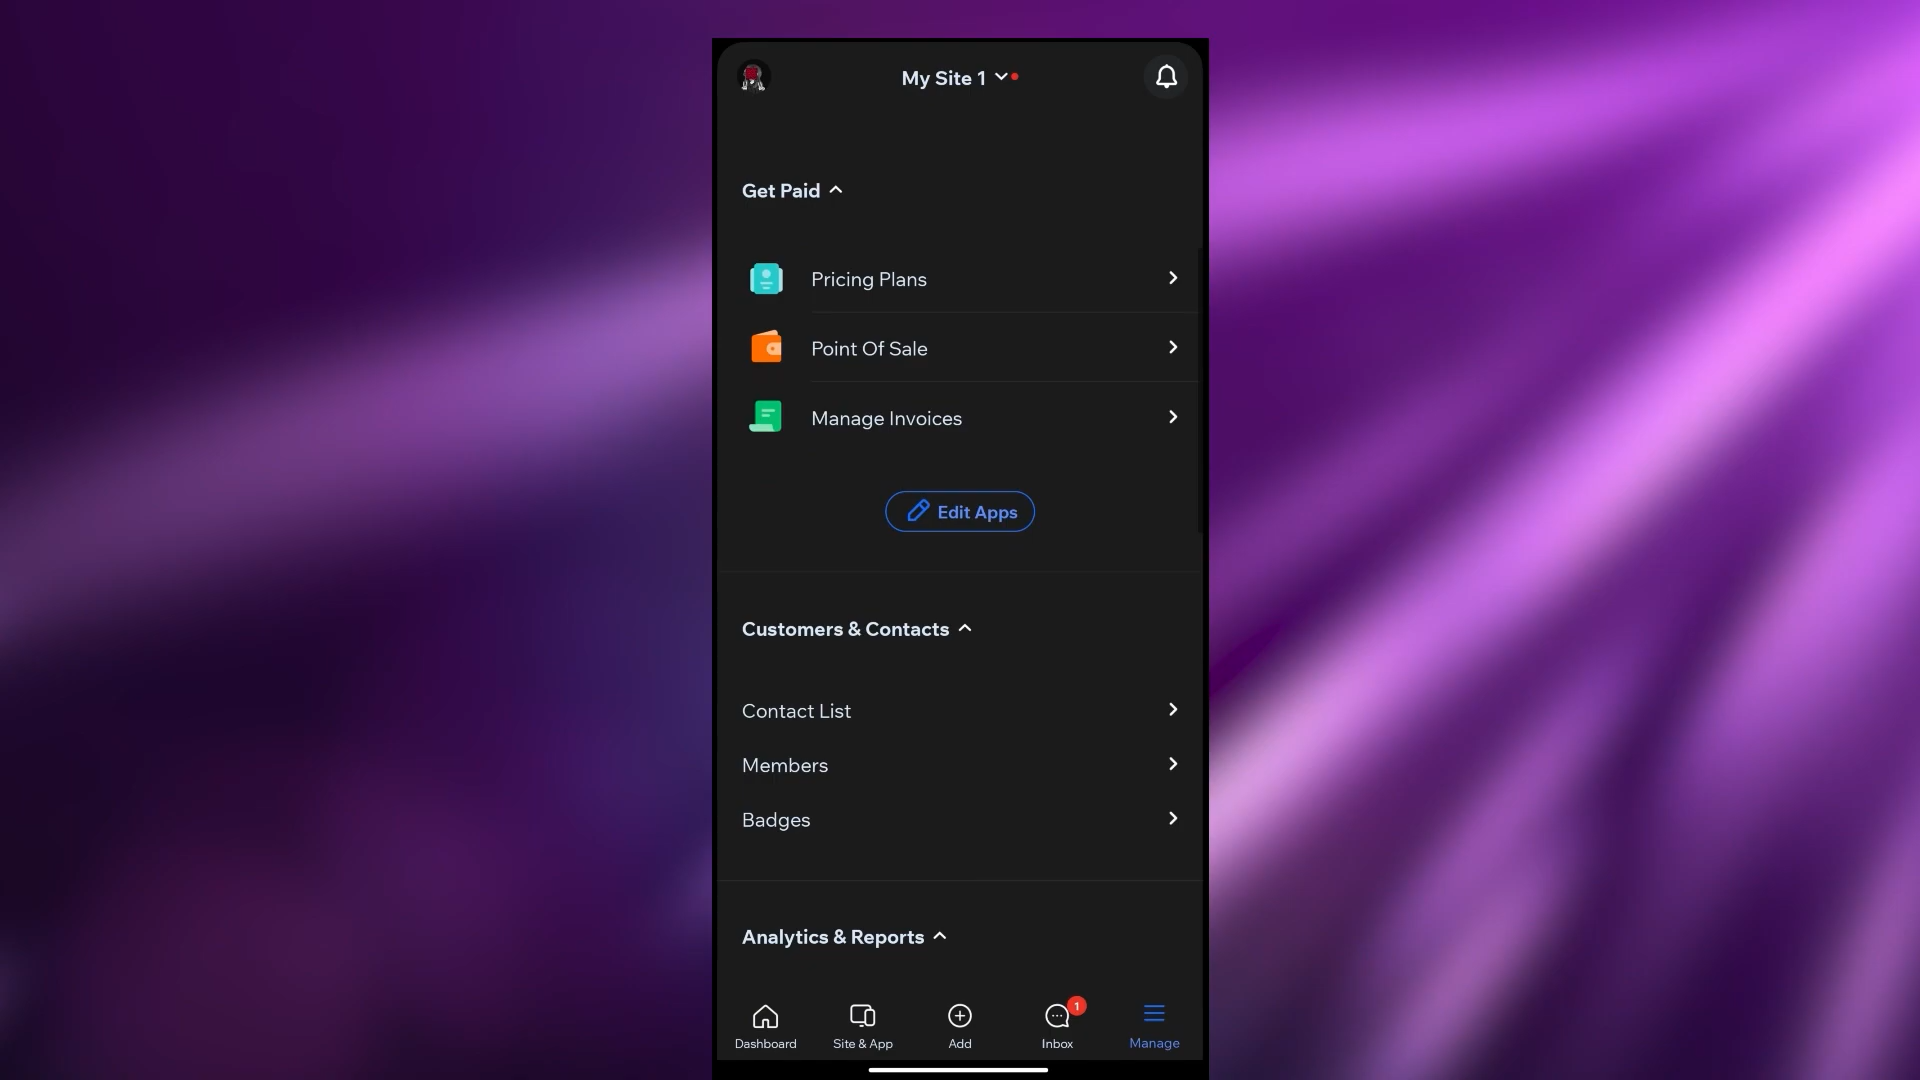 My Site 1
Get Paid
Pricing Plans
Point Of Sale
Manage Invoices
Edit Apps
Customers & Contacts
Contact List
Members
Badges
Analytics & Reports
1
Dashboard
Site & App
Add
Inbox
Manage